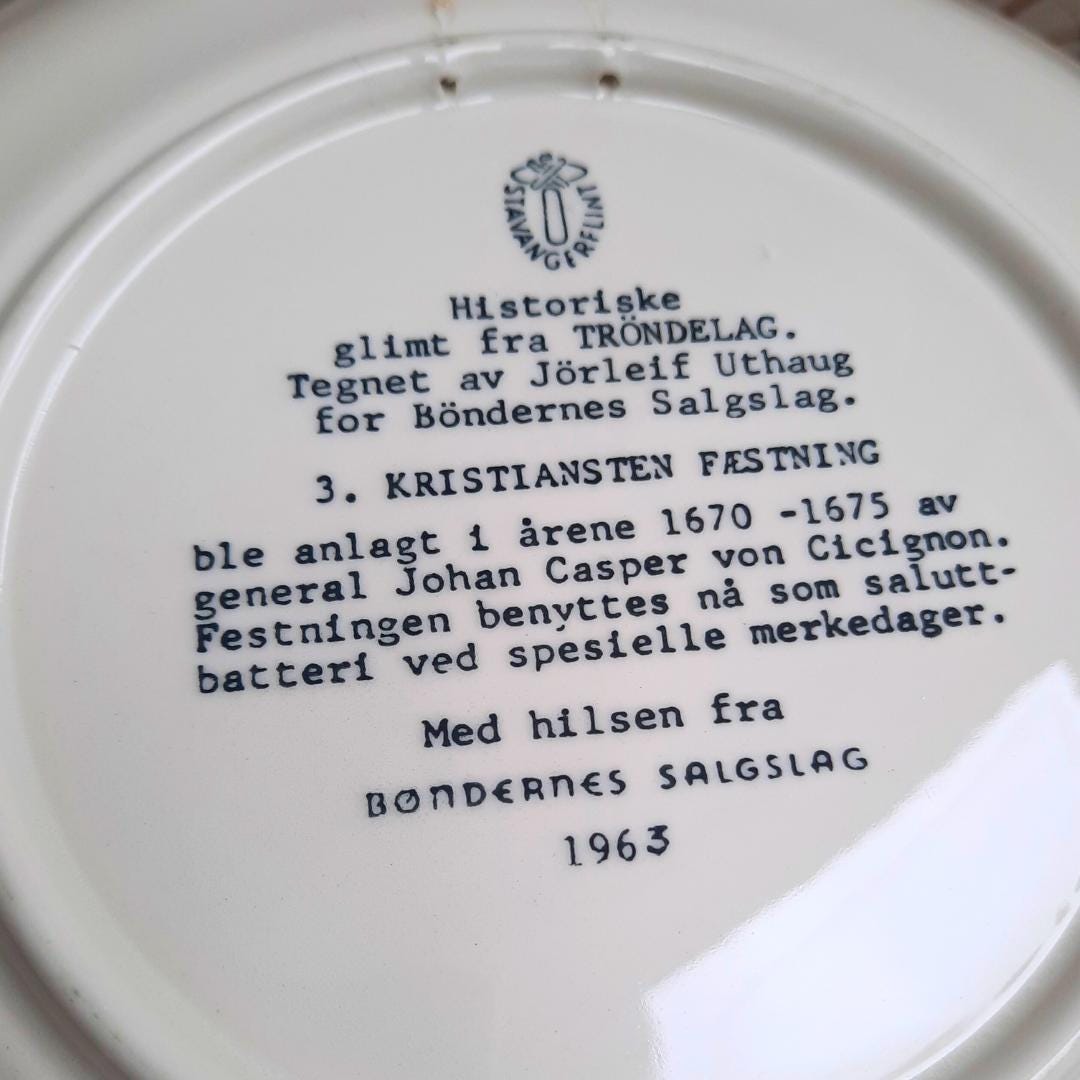 STAVANGERFLINT
Historiske
glimt fra TRÖNDELAG.
Tegnet av Jörleif Uthaug
for Böndernes Salgslag.
3. KRISTIANSTEN FÆSTNING
ble anlagt i årene 1670 -1675 av
general Johan Casper von Cicignon.
Festningen benyttes nå som salutt-
batteri ved spesielle merkedager.
Med hilsen fra
BØNDERNES SALGSLAG
1963